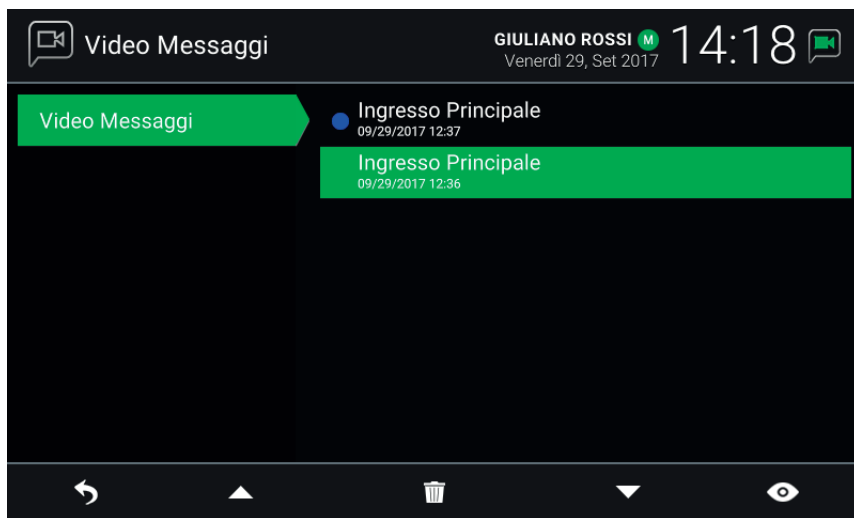 Video Messaggi
GIULIANO ROSSI M
Venerdì 29, Set 2017
14:18
Video Messaggi
Ingresso Principale
09/29/2017 12:37
Ingresso Principale
09/29/2017 12:36